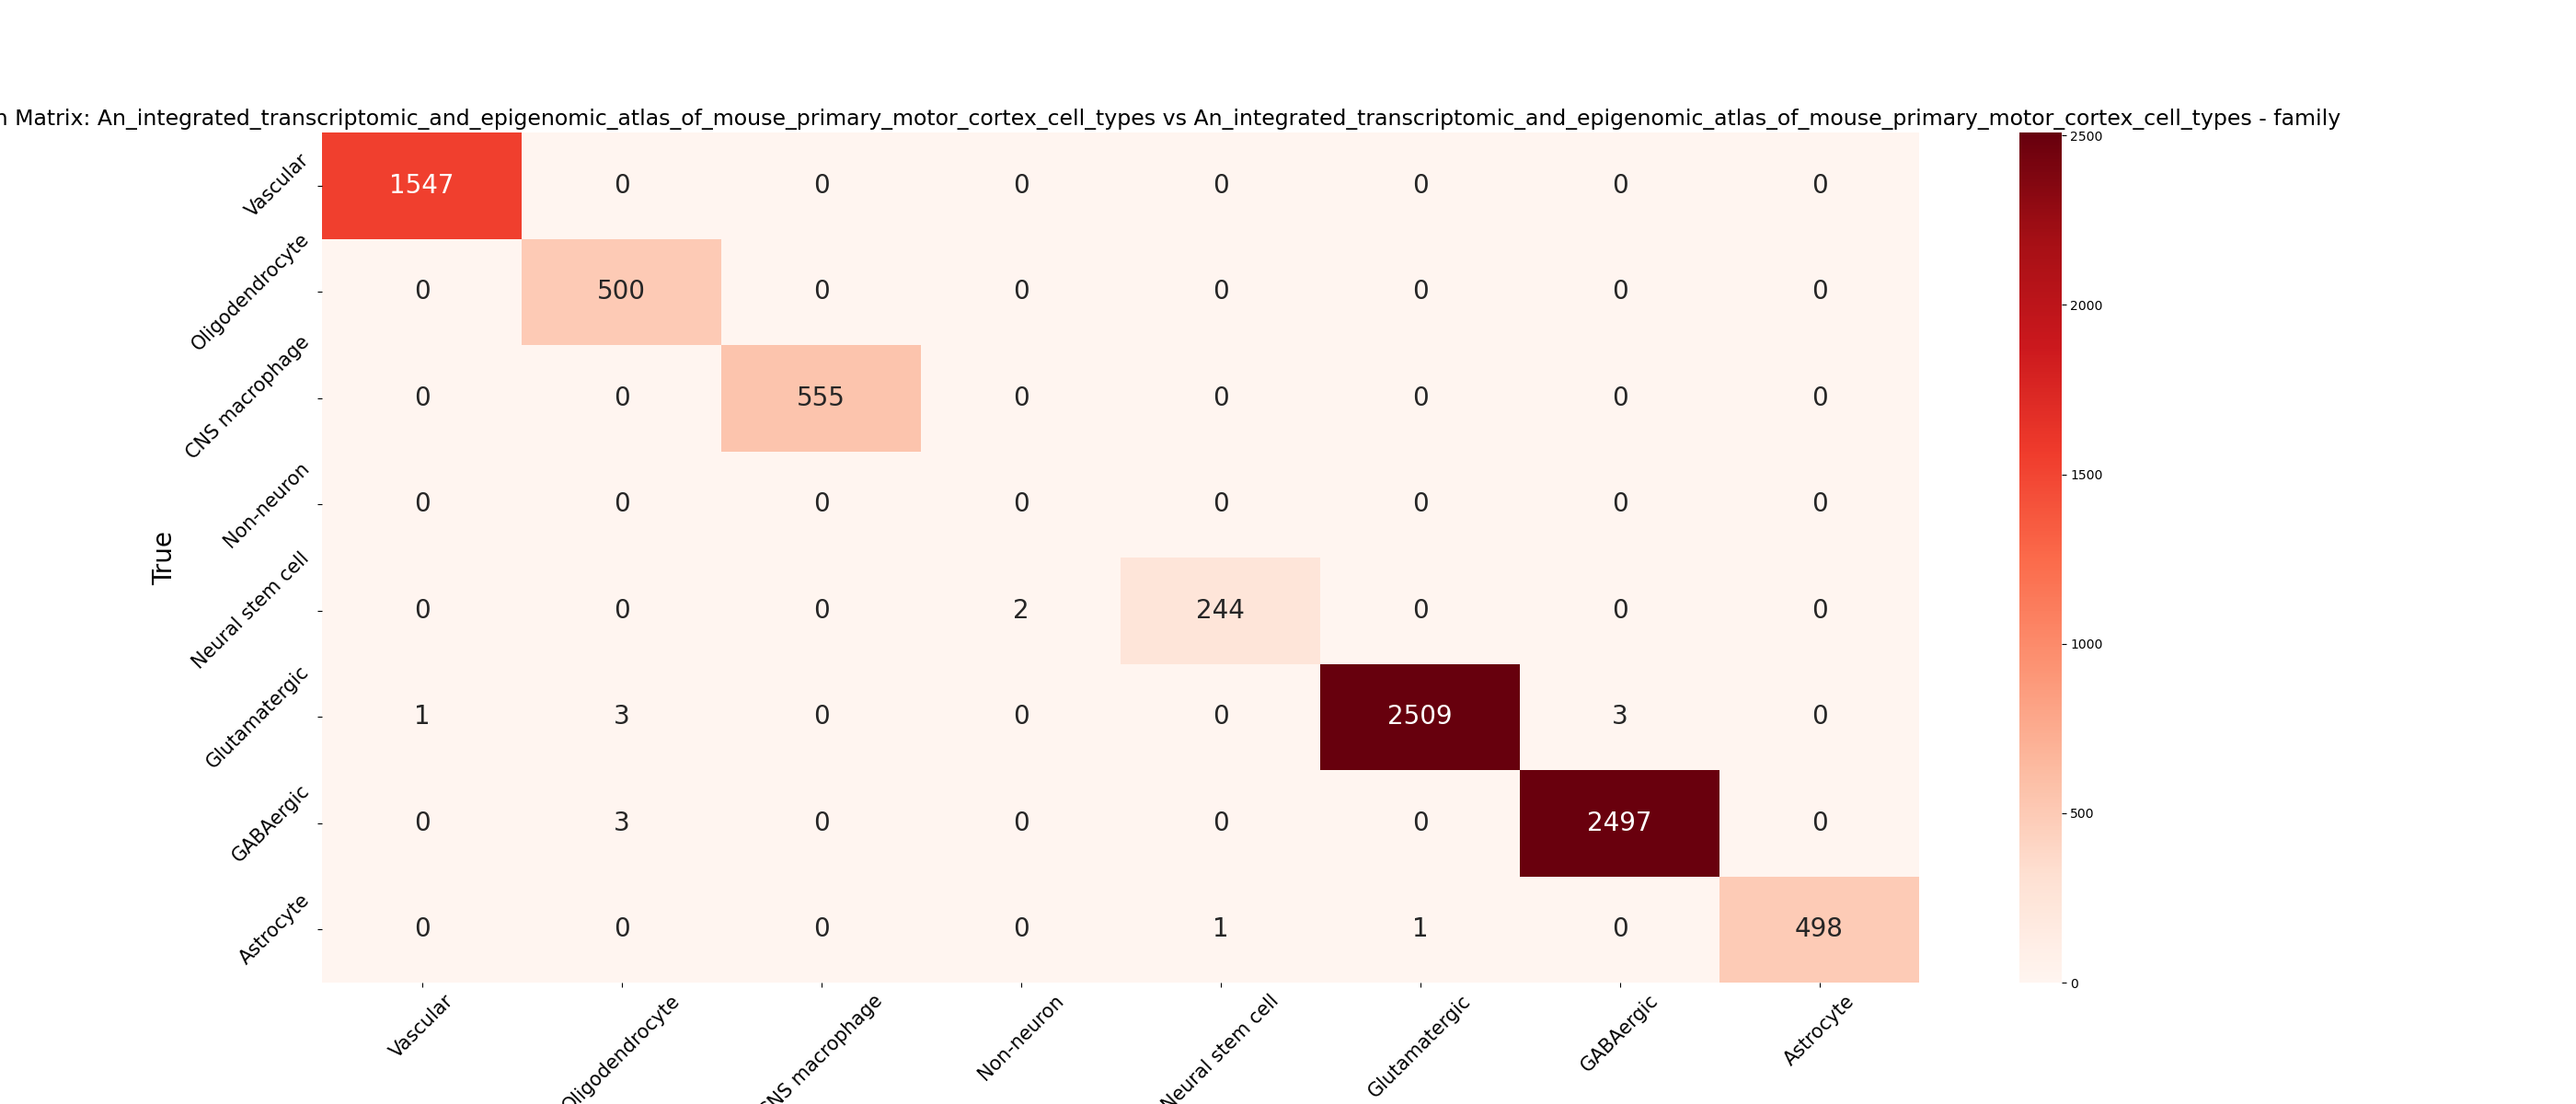 n Matrix: An_integrated_transcriptomic_and_epigenomic_atlas_of_mouse_primary_motor_cortex_cell_types vs An_integrated_transcriptomic_and_epigenomic_atlas_of_mouse_primary_motor_cortex_cell_types - family
True
Vascular 1547 0 0 0 0 0 0 0
Oligodendrocyte 0 500 0 0 0 0 0 0
CNS macrophage 0 0 555 0 0 0 0 0
Non-neuron 0 0 0 0 0 0 0 0
Neural stem cell 0 0 0 2 244 0 0 0
Glutamatergic 1 3 0 0 0 2509 3 0
GABAergic 0 3 0 0 0 0 2497 0
Astrocyte 0 0 0 0 1 1 0 498
Vascular Oligodendrocyte CNS macrophage Non-neuron Neural stem cell Glutamatergic GABAergic Astrocyte
2500
2000
1500
1000
500
0